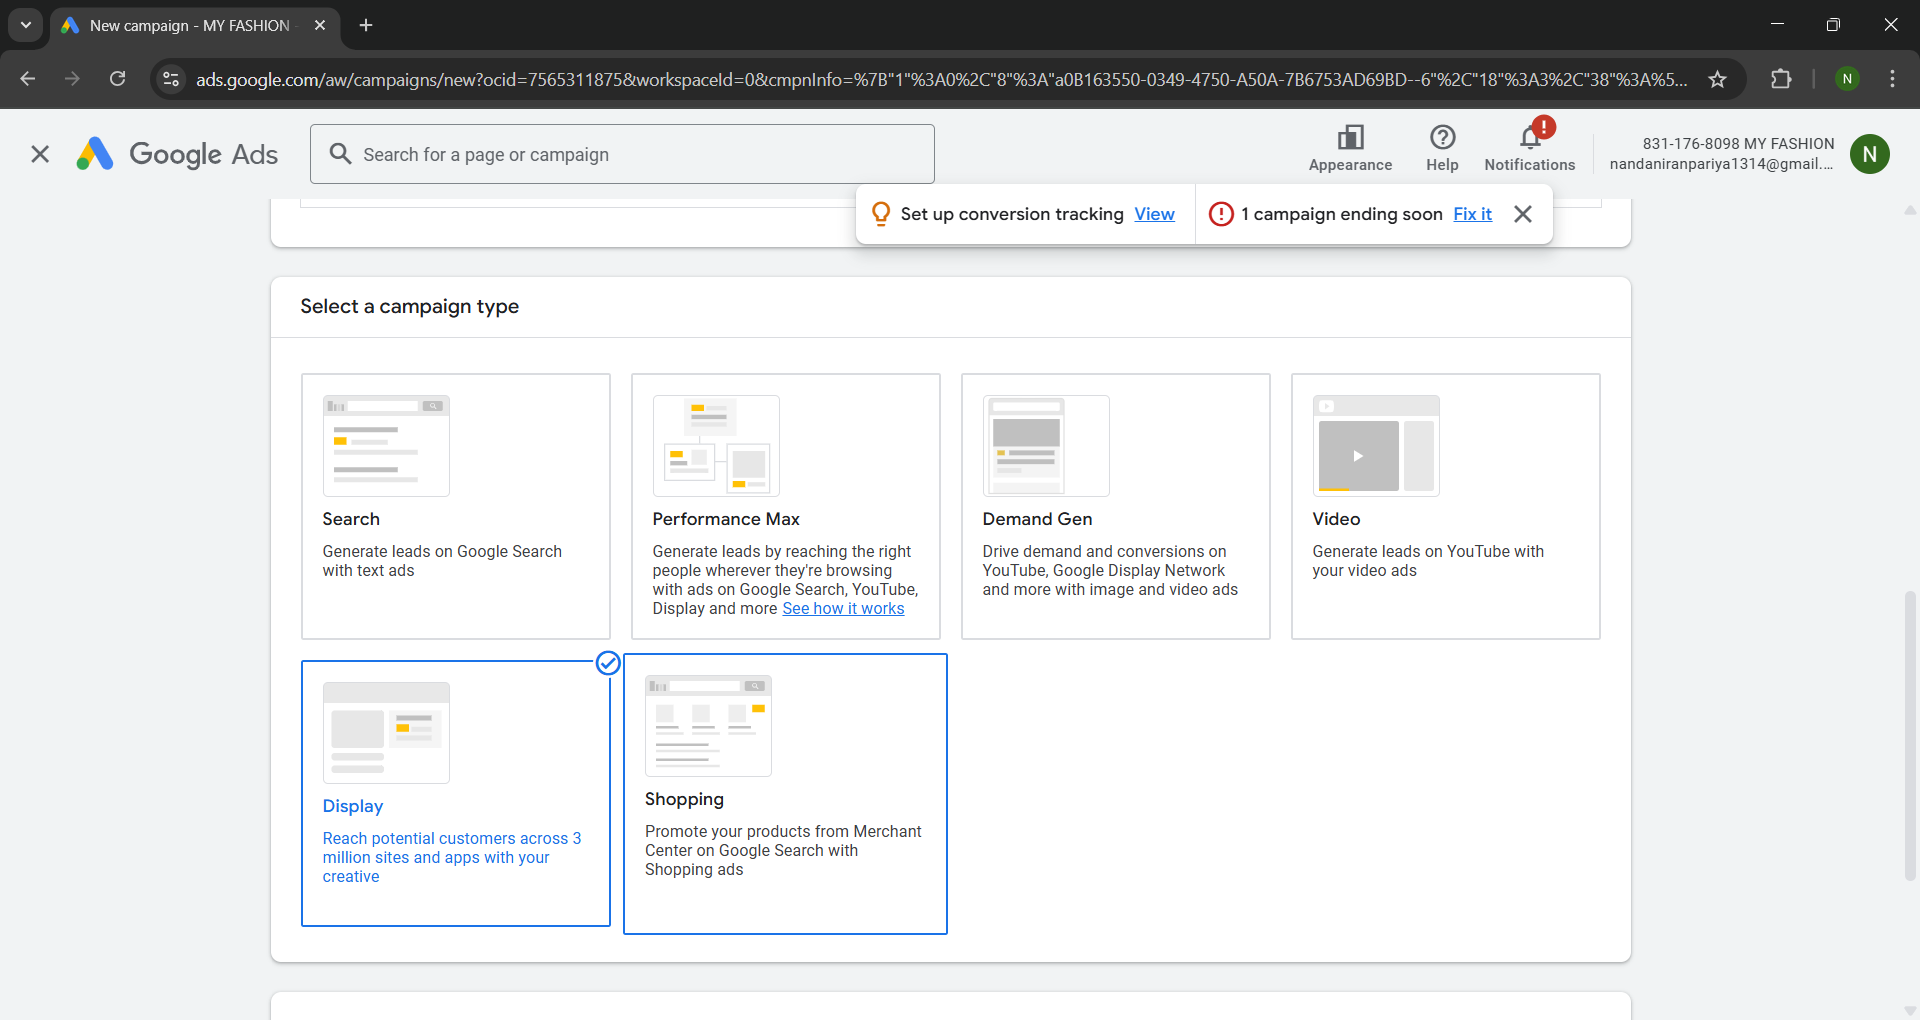 New campaign - MY FASHION -
ads.google.com/aw/campaigns/new?ocid=7565311875&workspaceId=0&cmpnInfo=%7B"1"%3A0%2C"8"%3A"a0B163550-0349-4750-A50A-7B6753AD69BD--6"%2C"18"%3A3%2C"38"%3A%5...
N
Google Ads
Search for a page or campaign
Appearance
Help
Notifications
831-176-8098 MY FASHION
nandaniranpariya1314@gmail....
N
Set up conversion tracking View
1 campaign ending soon Fix it
Select a campaign type
Search
Generate leads on Google Search
with text ads
Performance Max
Generate leads by reaching the right
people wherever they're browsing
with ads on Google Search, YouTube,
Display and more See how it works
Demand Gen
Drive demand and conversions on
YouTube, Google Display Network
and more with image and video ads
Video
Generate leads on YouTube with
your video ads
Display
Reach potential customers across 3
million sites and apps with your
creative
Shopping
Promote your products from Merchant
Center on Google Search with
Shopping ads